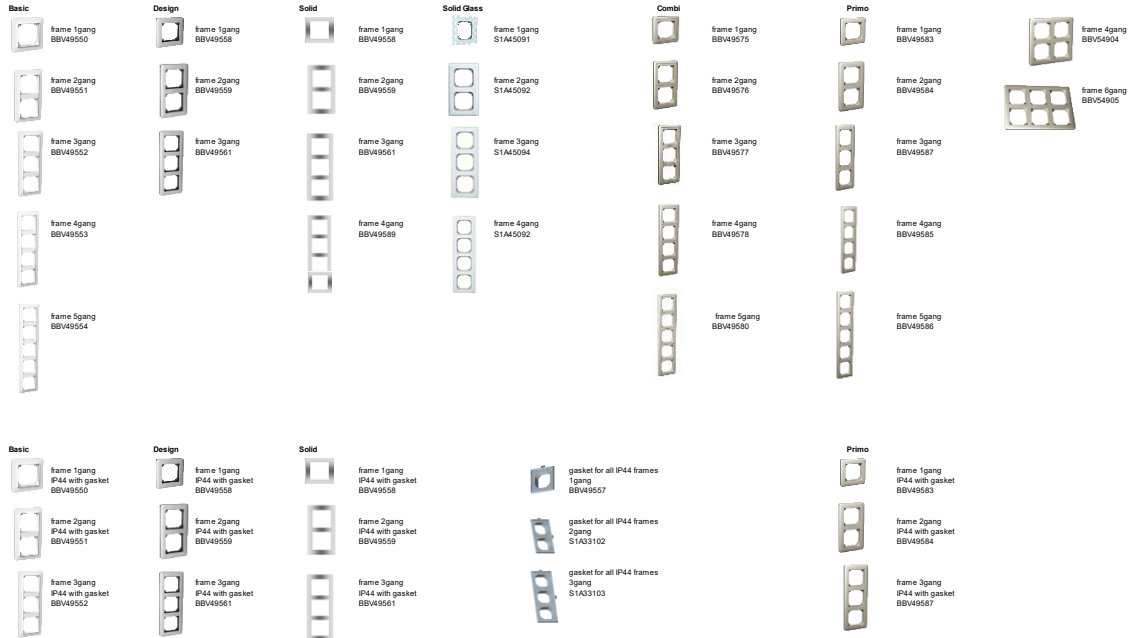 Basic
frame 1gang
BBV49550
frame 2gang
BBV49551
frame 3gang
BBV49552
frame 4gang
BBV49553
frame 5gang
BBV49554
Design
frame 1gang
BBV49558
frame 2gang
BBV49559
frame 3gang
BBV49561
Solid
frame 1gang
BBV49558
frame 2gang
BBV49559
frame 3gang
BBV49561
frame 4gang
BBV49589
Solid Glass
frame 1gang
S1A45091
frame 2gang
S1A45092
frame 3gang
S1A45094
frame 4gang
S1A45092
Combi
frame 1gang
BBV49575
frame 2gang
BBV49576
frame 3gang
BBV49577
frame 4gang
BBV49578
frame 5gang
BBV49580
Primo
frame 1gang
BBV49583
frame 2gang
BBV49584
frame 3gang
BBV49587
frame 4gang
BBV49585
frame 5gang
BBV49586
frame 4gang
BBV54904
frame 6gang
BBV54905
Basic
frame 1gang
IP44 with gasket
BBV49550
frame 2gang
IP44 with gasket
BBV49551
frame 3gang
IP44 with gasket
BBV49552
Design
frame 1gang
IP44 with gasket
BBV49558
frame 2gang
IP44 with gasket
BBV49559
frame 3gang
IP44 with gasket
BBV49561
Solid
frame 1gang
IP44 with gasket
BBV49558
frame 2gang
IP44 with gasket
BBV49559
frame 3gang
IP44 with gasket
BBV49561
gasket for all IP44 frames
1gang
BBV49557
gasket for all IP44 frames
2gang
S1A33102
gasket for all IP44 frames
3gang
S1A33103
Primo
frame 1gang
IP44 with gasket
BBV49583
frame 2gang
IP44 with gasket
BBV49584
frame 3gang
IP44 with gasket
BBV49587